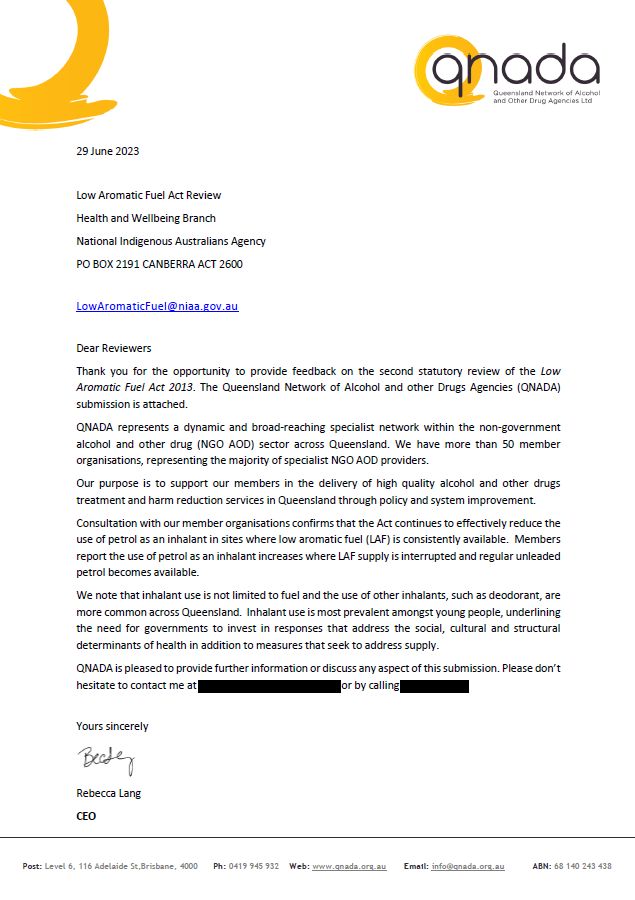 qnada
Queensland Network of Alcohol
and Other Drug Agencies Ltd
29 June 2023
Low Aromatic Fuel Act Review
Health and Wellbeing Branch
National Indigenous Australians Agency
PO BOX 2191 CANBERRA ACT 2600
LowAromaticFuel@niaa.gov.au
Dear Reviewers
Thank you for the opportunity to provide feedback on the second statutory review of the Low
Aromatic Fuel Act 2013. The Queensland Network of Alcohol and other Drugs Agencies (QNADA)
submission is attached.
QNADA represents a dynamic and broad-reaching specialist network within the non-government
alcohol and other drug (NGO AOD) sector across Queensland. We have more than 50 member
organisations, representing the majority of specialist NGO AOD providers.
Our purpose is to support our members in the delivery of high quality alcohol and other drugs
treatment and harm reduction services in Queensland through policy and system improvement.
Consultation with our member organisations confirms that the Act continues to effectively reduce the
use of petrol as an inhalant in sites where low aromatic fuel (LAF) is consistently available. Members
report the use of petrol as an inhalant increases where LAF supply is interrupted and regular unleaded
petrol becomes available.
We note that inhalant use is not limited to fuel and the use of other inhalants, such as deodorant, are
more common across Queensland. Inhalant use is most prevalent amongst young people, underlining
the need for governments to invest in responses that address the social, cultural and structural
determinants of health in addition to measures that seek to address supply.
QNADA is pleased to provide further information or discuss any aspect of this submission. Please don't
hesitate to contact me at or by calling
Yours sincerely
Becky
Rebecca Lang
CEO
Post: Level 6, 116 Adelaide St,Brisbane, 4000 Ph: 0419 945 932 Web: www.qnada.org.au Email: info@qnada.org.au ABN: 68 140 243 438